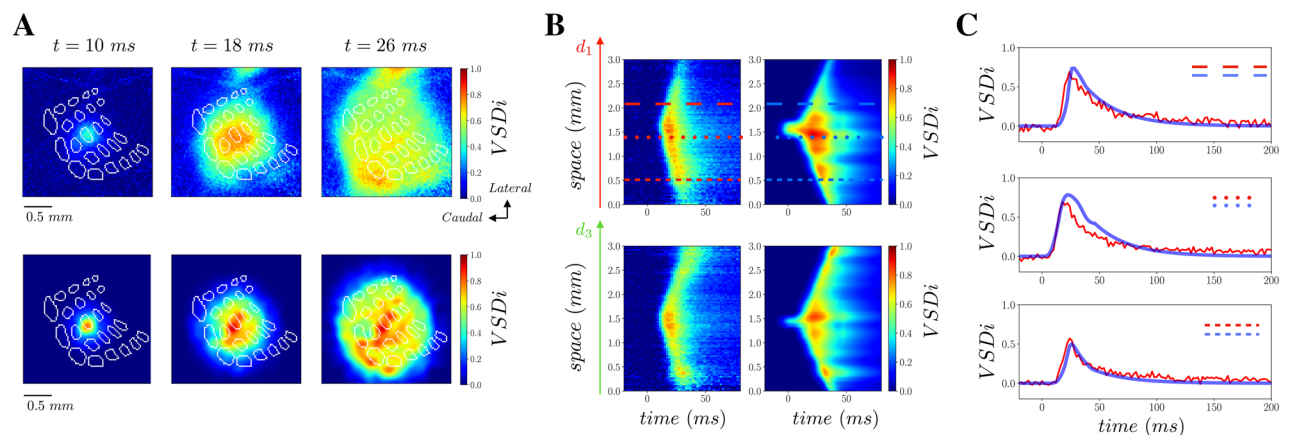 A
t = 10 ms
t = 18 ms
t = 26 ms
1.0
0.8
0.6
0.4
0.2
0.0
VSDi
0.5 mm
Lateral
Caudal
1.0
0.8
0.6
0.4
0.2
0.0
VSDi
0.5 mm
B
d1
space (mm)
3.0
2.5
2.0
1.5
1.0
0.5
0.0
0
50
0
50
1.0
0.8
0.6
0.4
0.2
0.0
VSDi
d3
space (mm)
3.0
2.5
2.0
1.5
1.0
0.5
0.0
0
50
0
50
time (ms)
time (ms)
1.0
0.8
0.6
0.4
0.2
0.0
VSDi
C
VSDi
1.0
0.5
0.0
0
50
100
150
200
VSDi
1.0
0.5
0.0
0
50
100
150
200
VSDi
1.0
0.5
0.0
0
50
100
150
200
time (ms)